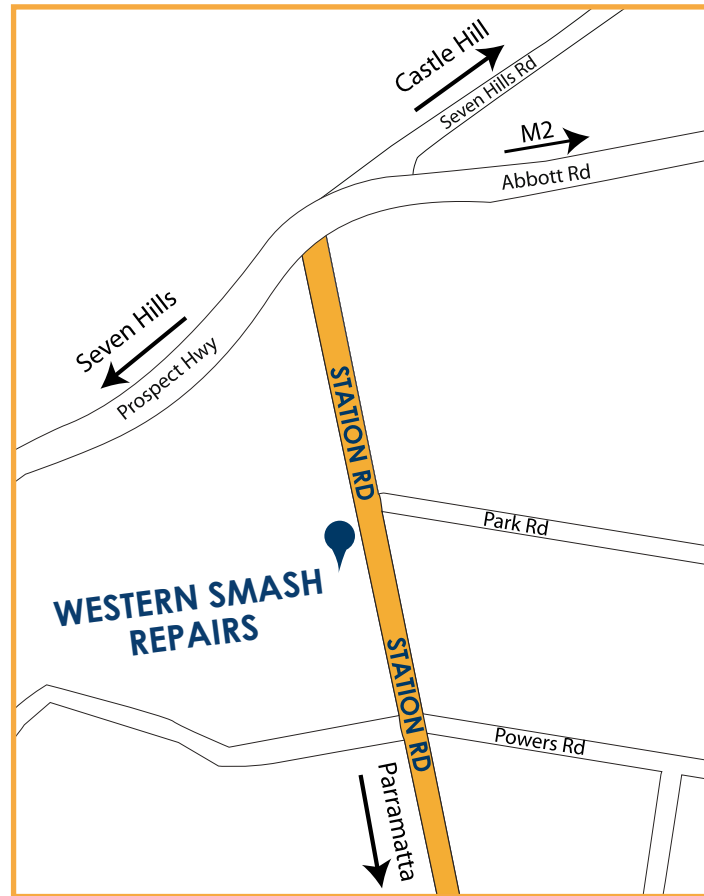 Castle Hill
Seven Hills Rd
M2
Abbott Rd
Seven Hills
Prospect Hwy
STATION RD
Park Rd
WESTERN SMASH
REPAIRS
STATION RD
Powers Rd
Parramatta